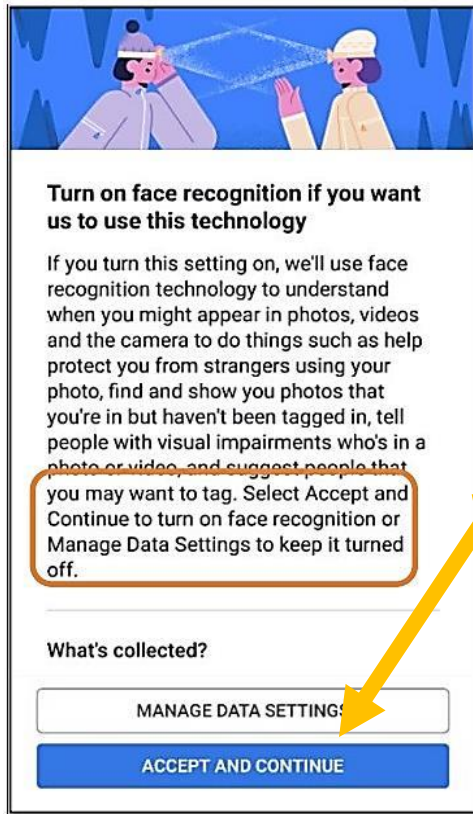 Turn on face recognition if you want
us to use this technology
If you turn this setting on, we'll use face
recognition technology to understand
when you might appear in photos, videos
and the camera to do things such as help
protect you from strangers using your
photo, find and show you photos that
you're in but haven't been tagged in, tell
people with visual impairments who's in a
photo or video, and suggest people that
you may want to tag. Select Accept and
Continue to turn on face recognition or
Manage Data Settings to keep it turned
off.
What's collected?
MANAGE DATA SETTINGS
ACCEPT AND CONTINUE